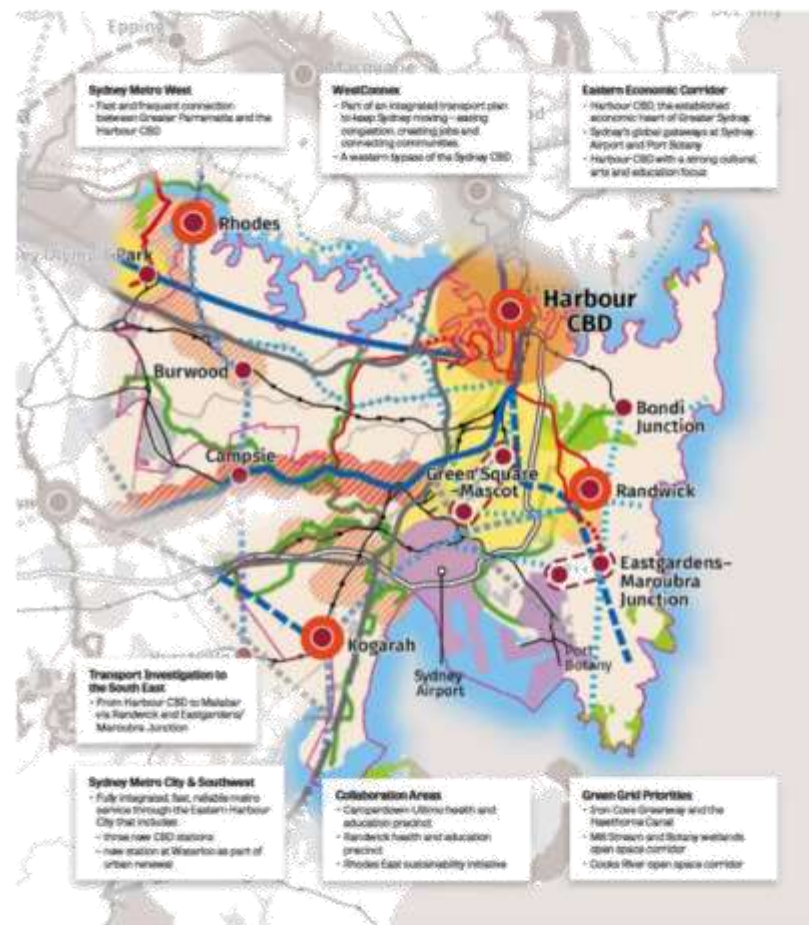 Epping
Sydney Metro West
- Fast and frequent connection
between Greater Parramatta and the
Harbour CBD
WestConnex
- Part of an integrated transport plan
to keep Sydney moving – easing
congestion, creating jobs and
connecting communities.
- A western bypass of the Sydney CBD
Eastern Economic Corridor
- Harbour CBD, the established
economic heart of Greater Sydney
- Sydney's global gateways at Sydney
Airport and Port Botany
- Harbour CBD with a strong cultural,
arts and education focus
Rhodes
Park
Harbour
CBD
Burwood
Bondi
Junction
Campsie
Green Square
–Mascot
Randwick
Eastgardens–
Maroubra
Junction
Kogarah
Sydney
Airport
Port
Botany
Transport Investigation to
the South East
- From Harbour CBD to Malabar
via Randwick and Eastgardens/
Maroubra Junction
Sydney Metro City & Southwest
- Fully integrated, fast, reliable metro
service through the Eastern Harbour
City that includes:
– three new CBD stations
– new station at Waterloo as part of
urban renewal
Collaboration Areas
- Camperdown-Ultimo health and
education precinct
- Randwick health and education
precinct
- Rhodes East sustainability initiative
Green Grid Priorities
- Iron Cove Greenway and the
Hawthorne Canal
- Mill Stream and Botany wetlands
open space corridor
- Cooks River open space corridor